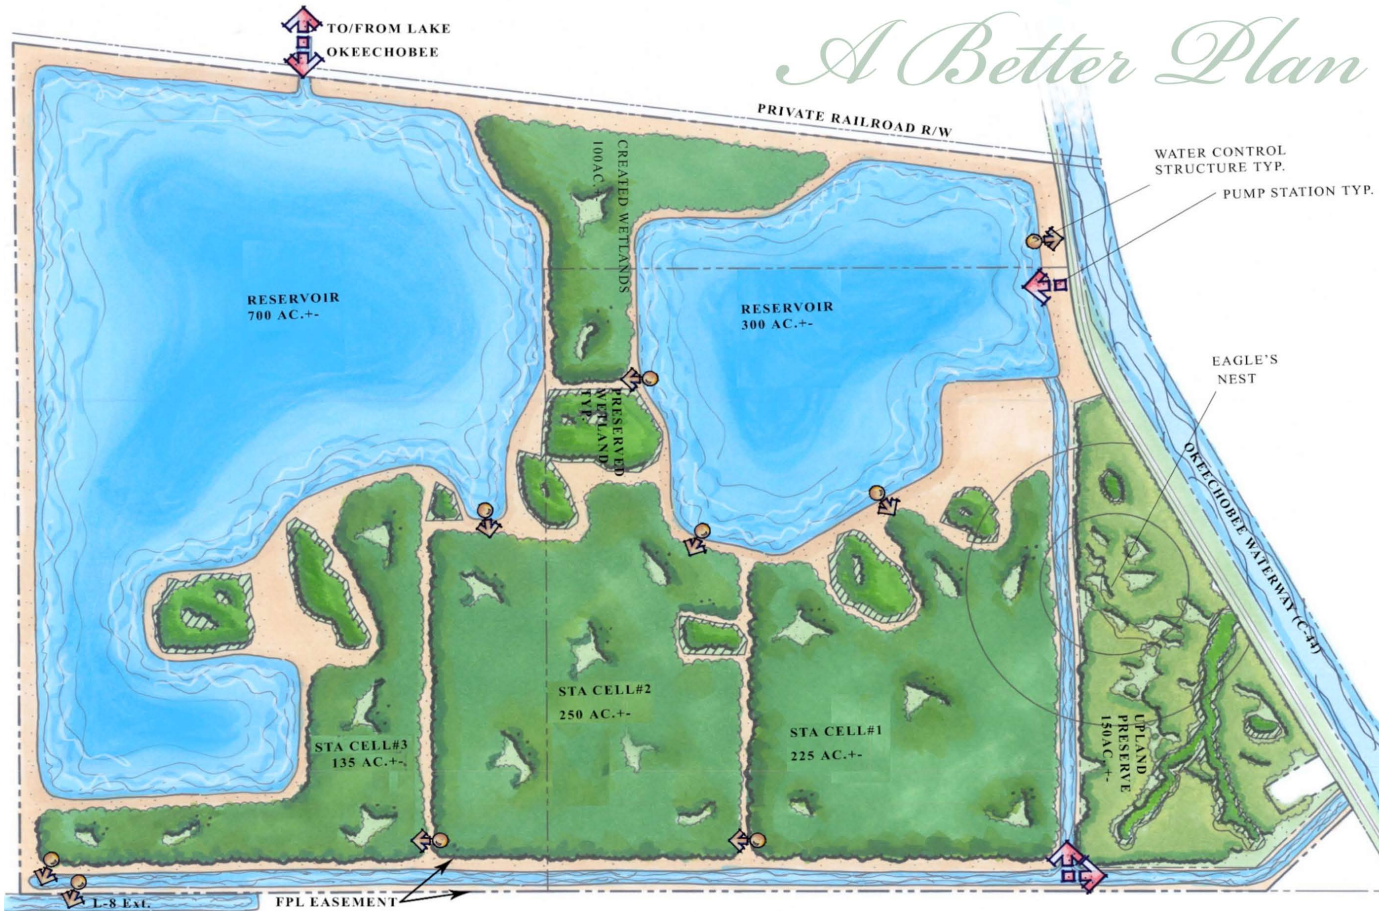 A Better Plan
TO/FROM LAKE
OKEECHOBEE
PRIVATE RAILROAD R/W
WATER CONTROL
STRUCTURE TYP.
PUMP STATION TYP.
CREATED WETLANDS
100AC.+-
RESERVOIR
700 AC.+-
RESERVOIR
300 AC.+-
EAGLE'S
NEST
PRESERVED
WETLAND
TYP.
OKEECHOBEE WATERWAY (C-44)
STA CELL#2
250 AC.+-
STA CELL#3
135 AC.+-
STA CELL#1
225 AC.+-
UPLAND
PRESERVE
150AC.+-
L-8 Ext.
FPL EASEMENT